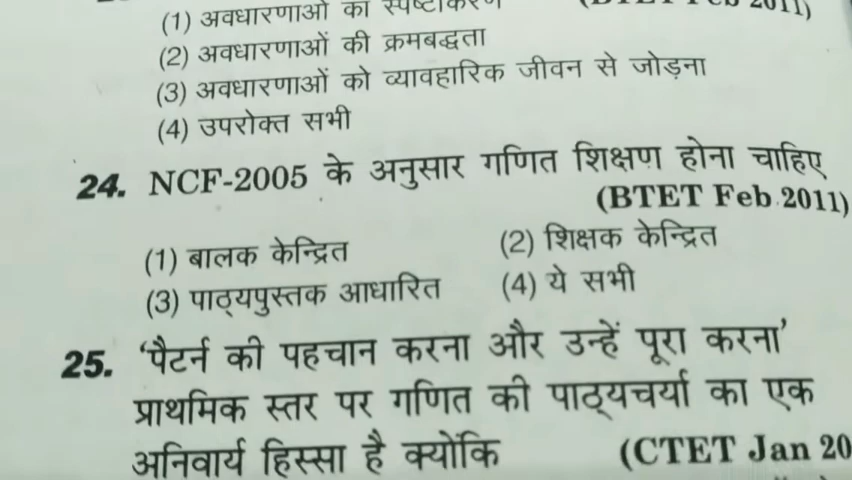 (1) अवधारणाओं का स्पष्टीकरण
(2) अवधारणाओं की क्रमबद्धता
(3) अवधारणाओं को व्यावहारिक जीवन से जोड़ना
(4) उपरोक्त सभी
24. NCF-2005 के अनुसार गणित शिक्षण होना चाहिए
(BTET Feb 2011)
(1) बालक केन्द्रित (2) शिक्षक केन्द्रित
(3) पाठ्यपुस्तक आधारित (4) ये सभी
25. ‘पैटर्न की पहचान करना और उन्हें पूरा करना’
प्राथमिक स्तर पर गणित की पाठ्यचर्या का एक
अनिवार्य हिस्सा है क्योंकि (CTET Jan 20